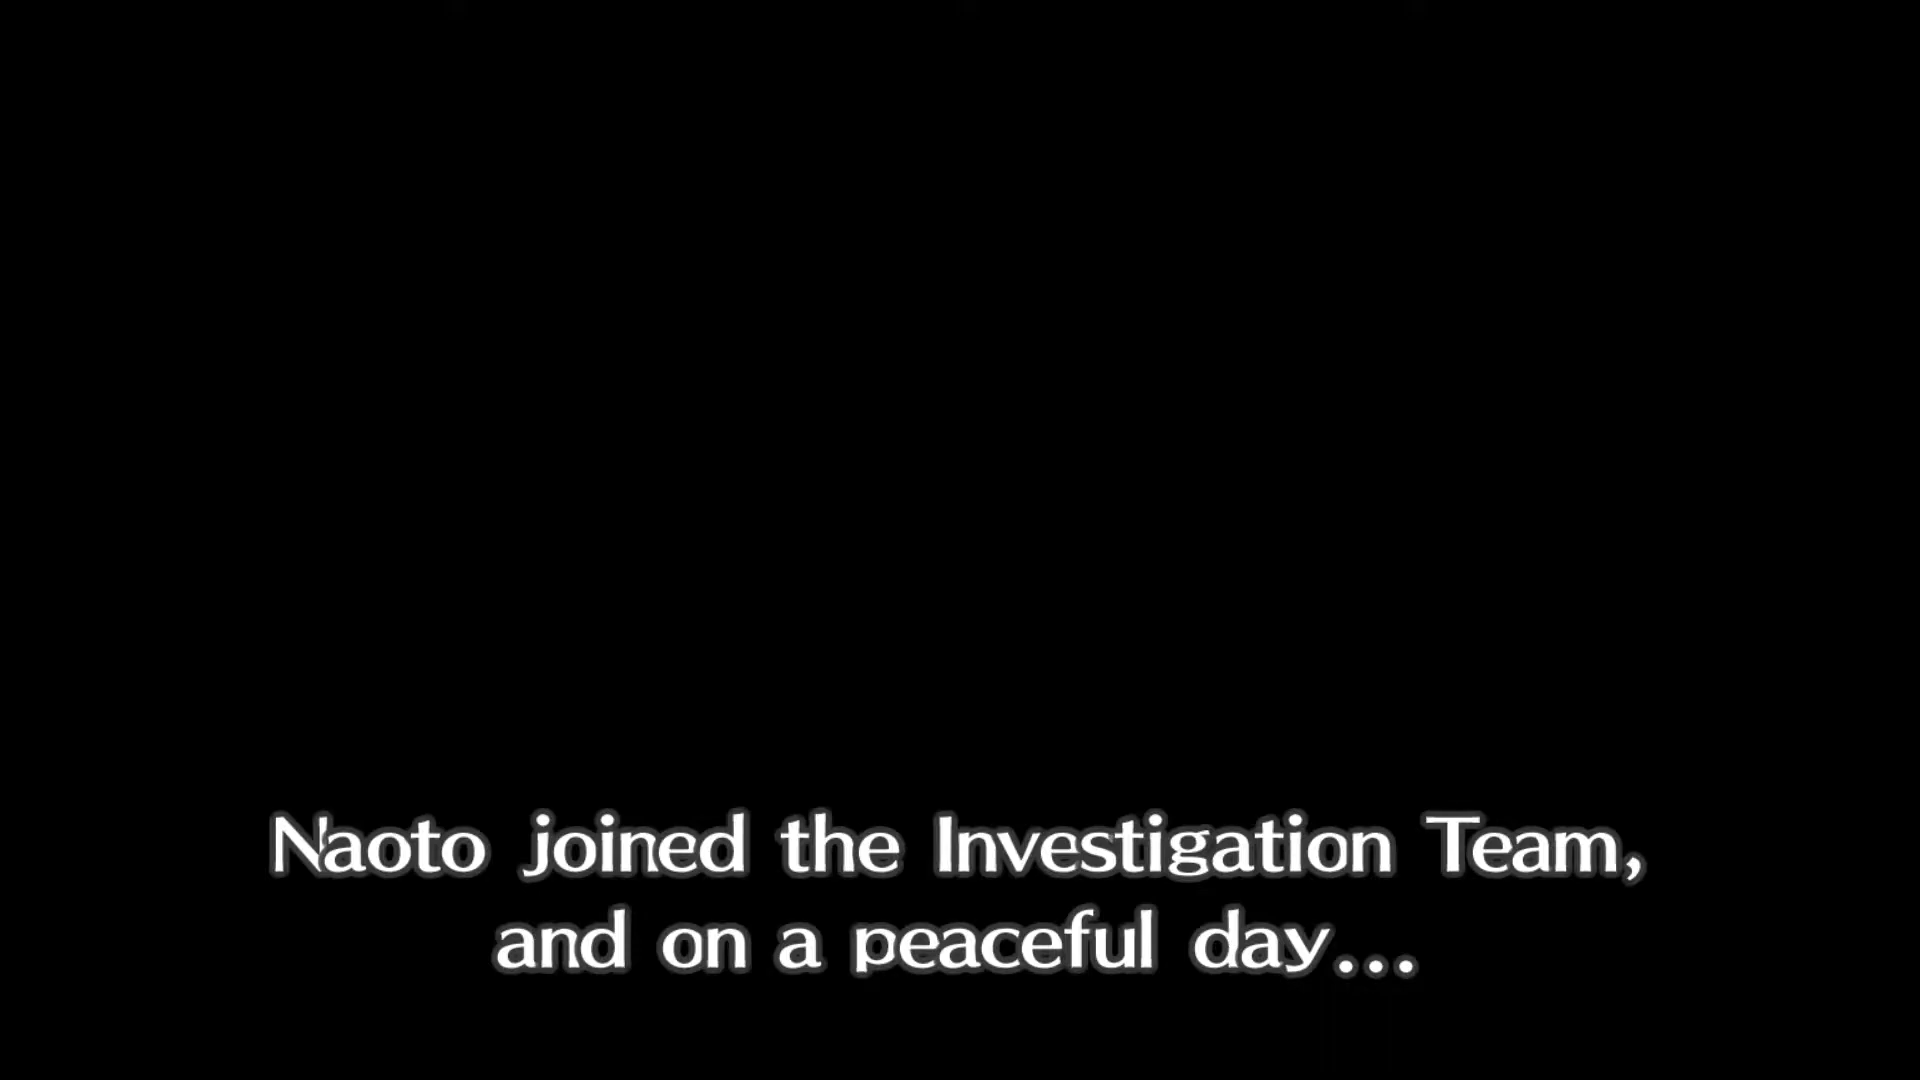 Naoto joined the Investigation Team,
and on a peaceful day...